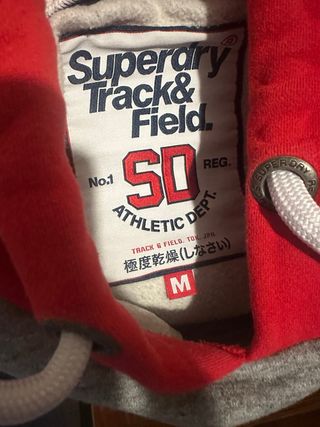 Superdry®
Track&
Field.
No.1 SD REG.
ATHLETIC DEPT.
TRACK & FIELD. TOK, JPN
極度乾燥(しなさい)
M
SUPERDRY